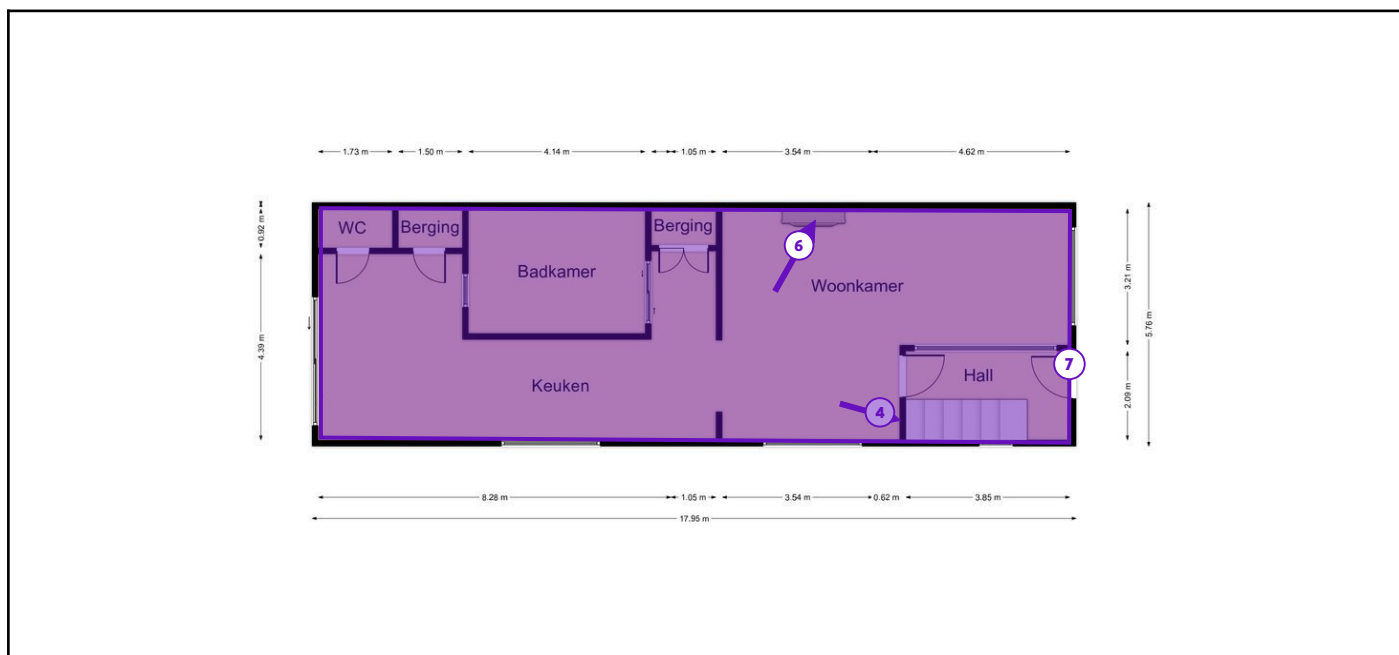 1.73 m 1.50 m 4.14 m 1.05 m 3.54 m 4.62 m
0.92 m
WC Berging Berging
6
Badkamer
Woonkamer
3.21 m
5.76 m
4.39 m
7
Hall
Keuken
2.09 m
4
8.28 m 1.05 m 3.54 m 0.62 m 3.85 m
17.95 m